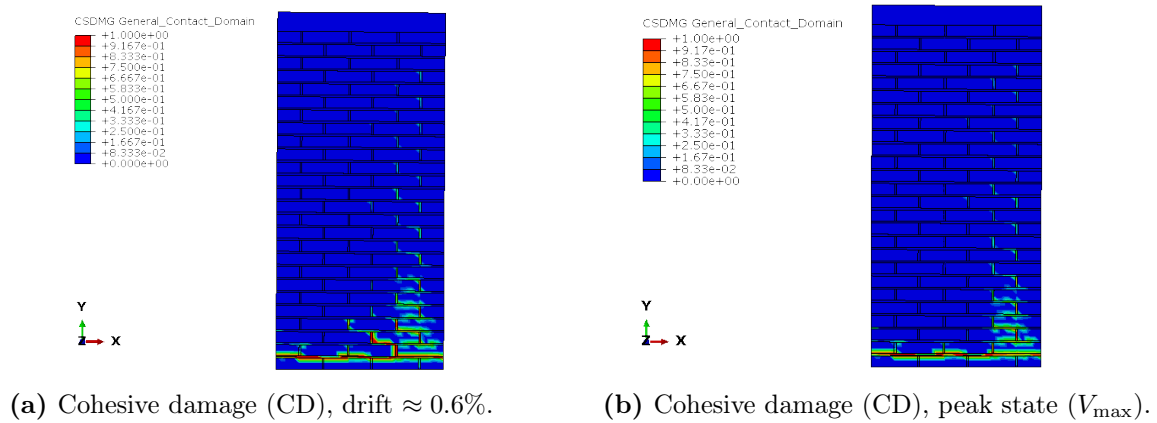 CSDMG General_Contact_Domain
+1.000e+00
+9.167e-01
+8.333e-01
+7.500e-01
+6.667e-01
+5.833e-01
+5.000e-01
+4.167e-01
+3.333e-01
+2.500e-01
+1.667e-01
+8.333e-02
+0.000e+00
Y
Z
X
(a) Cohesive damage (CD), drift ≈ 0.6%.
CSDMG General_Contact_Domain
+1.00e+00
+9.17e-01
+8.33e-01
+7.50e-01
+6.67e-01
+5.83e-01
+5.00e-01
+4.17e-01
+3.33e-01
+2.50e-01
+1.67e-01
+8.33e-02
+0.00e+00
Y
Z
X
(b) Cohesive damage (CD), peak state (Vmax).